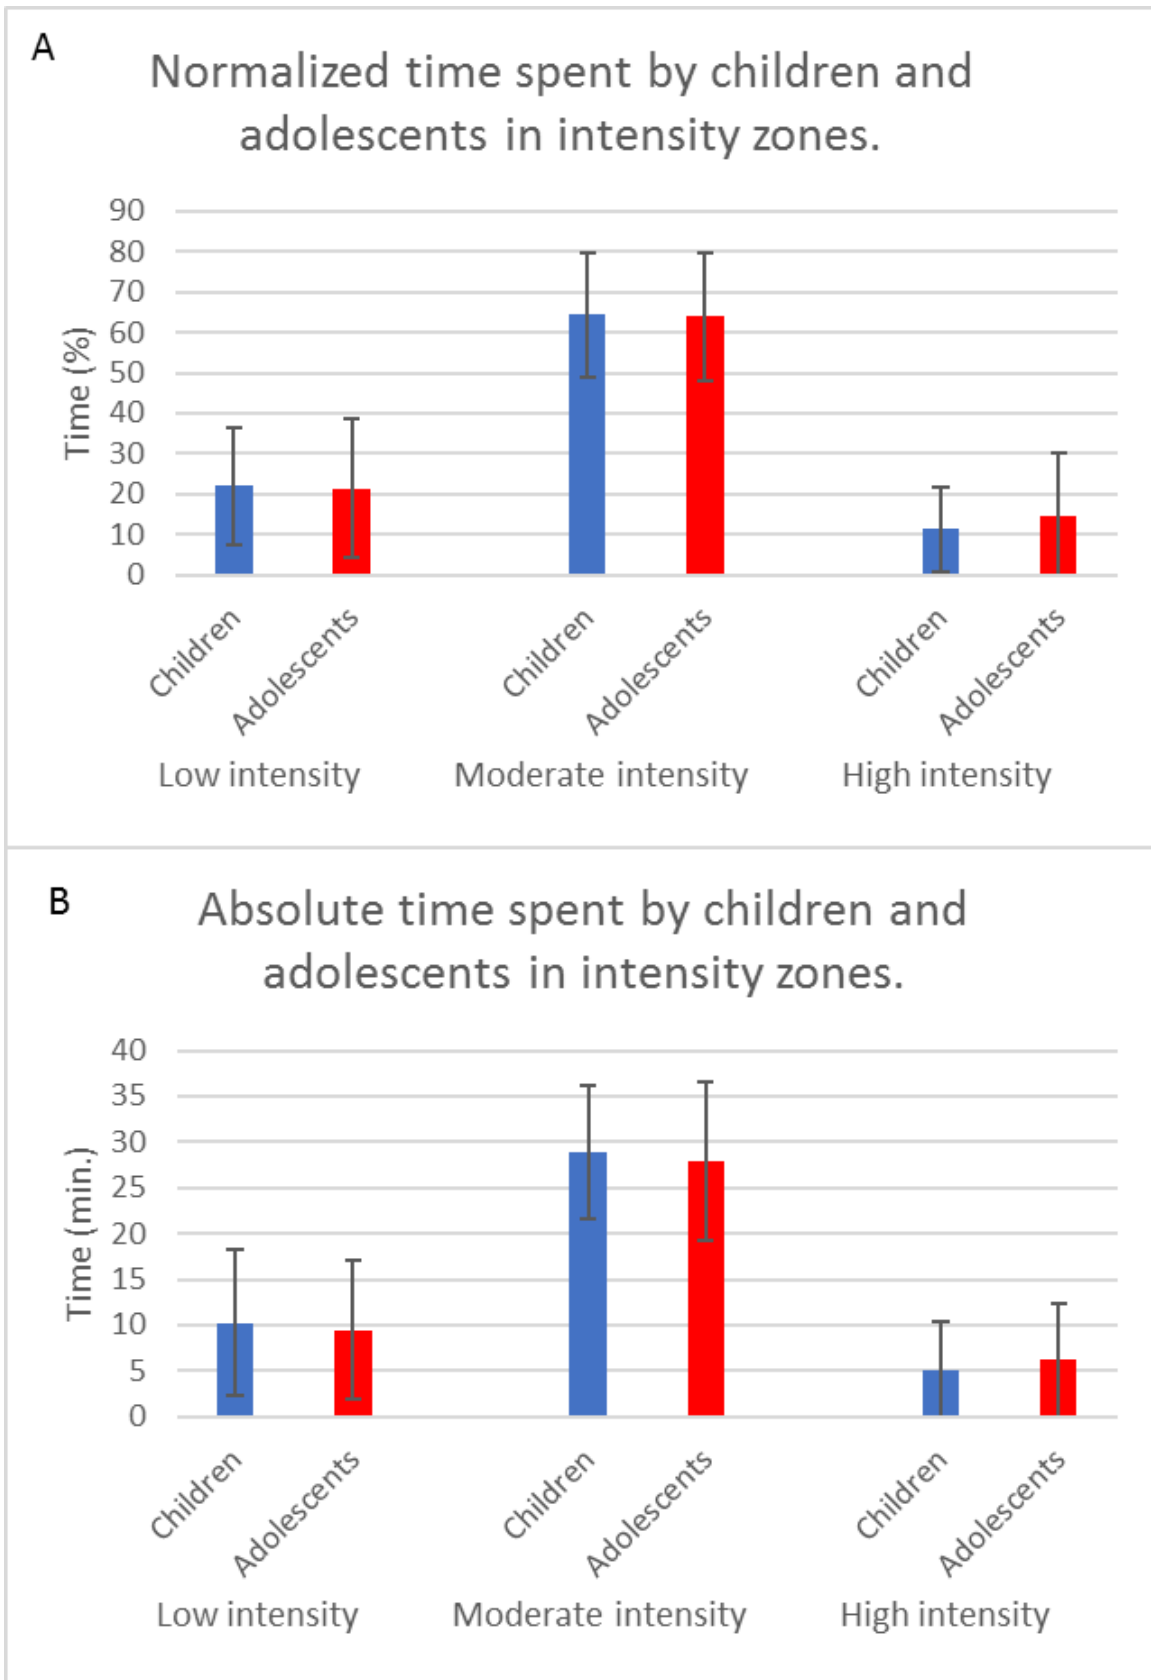 A
Normalized time spent by children and
adolescents in intensity zones.
90
80
70
60
50
40
30
20
10
0
Time (%)
Children
Adolescents
Children
Adolescents
Children
Adolescents
Low intensity
Moderate intensity
High intensity
B
Absolute time spent by children and
adolescents in intensity zones.
40
35
30
25
20
15
10
5
0
Time (min.)
Children
Adolescents
Children
Adolescents
Children
Adolescents
Low intensity
Moderate intensity
High intensity